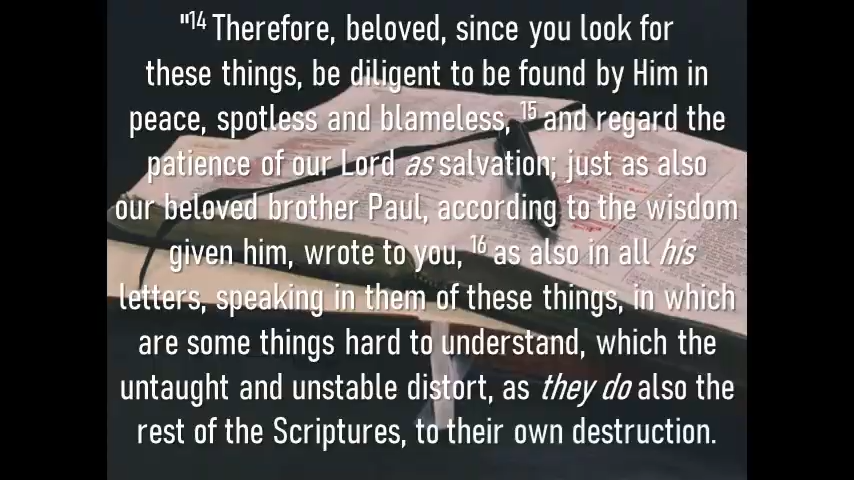 "14 Therefore, beloved, since you look for
these things, be diligent to be found by Him in
peace, spotless and blameless, 15 and regard the
patience of our Lord as salvation; just as also
our beloved brother Paul, according to the wisdom
given him, wrote to you, 16 as also in all his
letters, speaking in them of these things, in which
are some things hard to understand, which the
untaught and unstable distort, as they do also the
rest of the Scriptures, to their own destruction.